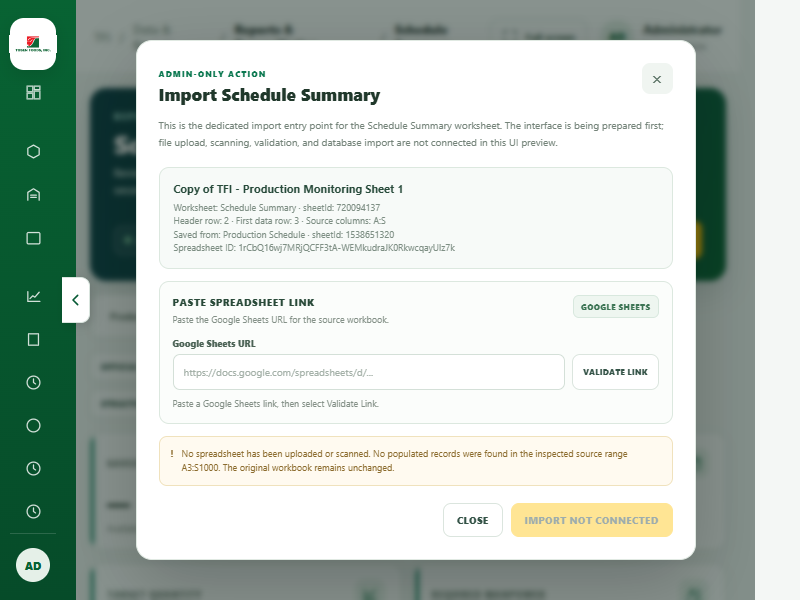 ADMIN-ONLY ACTION
Import Schedule Summary
This is the dedicated import entry point for the Schedule Summary worksheet. The interface is being prepared first;
file upload, scanning, validation, and database import are not connected in this UI preview.
Copy of TFI - Production Monitoring Sheet 1
Worksheet: Schedule Summary · sheetId: 720094137
Header row: 2 · First data row: 3 · Source columns: A:S
Saved from: Production Schedule · sheetId: 1538651320
Spreadsheet ID: 1rCbQ16wj7MRjQCFF3tA-WEMkudraJK0RkwcqayUIz7k
PASTE SPREADSHEET LINK
GOOGLE SHEETS
Paste the Google Sheets URL for the source workbook.
Google Sheets URL
https://docs.google.com/spreadsheets/d/...
VALIDATE LINK
Paste a Google Sheets link, then select Validate Link.
! No spreadsheet has been uploaded or scanned. No populated records were found in the inspected source range
A3:S1000. The original workbook remains unchanged.
CLOSE
IMPORT NOT CONNECTED
AD
Reports &
Schedule
Administrator